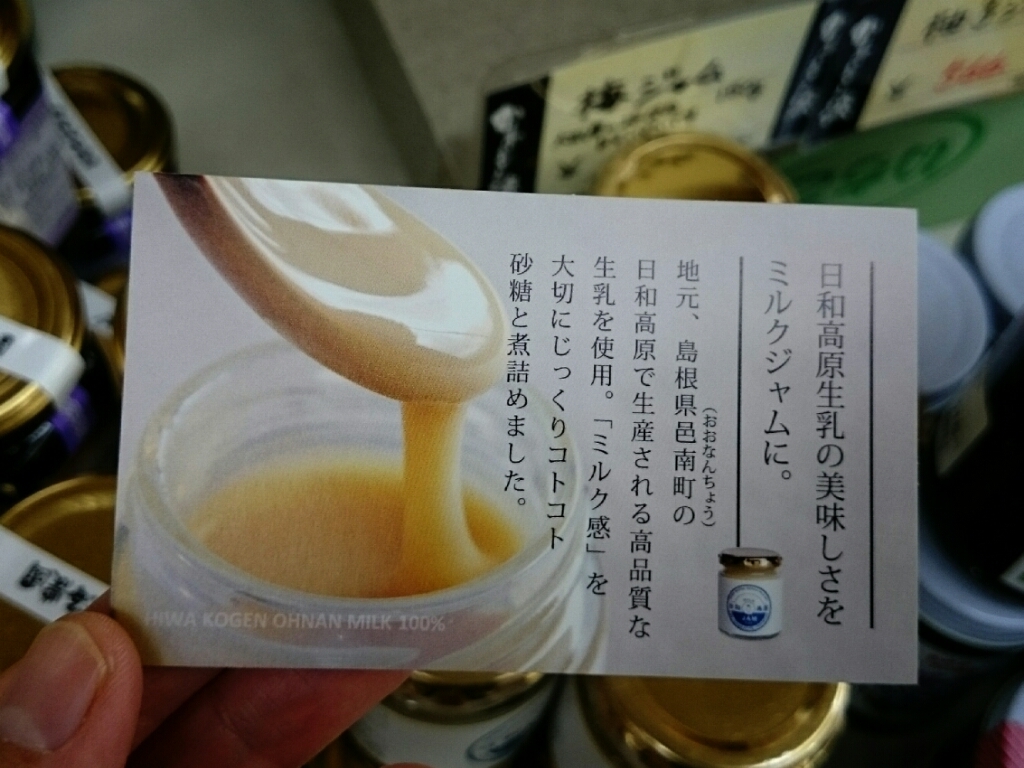 日和高原生乳の美味しさを
ミルクジャムに。
地元、島根県邑南町の
(おおなんちょう)
日和高原で生産される高品質な
生乳を使用。「ミルク感」を
大切にじっくりコトコト
砂糖と煮詰めました。
HIWA KOGEN OHNAN MILK 100%
梅ジャム